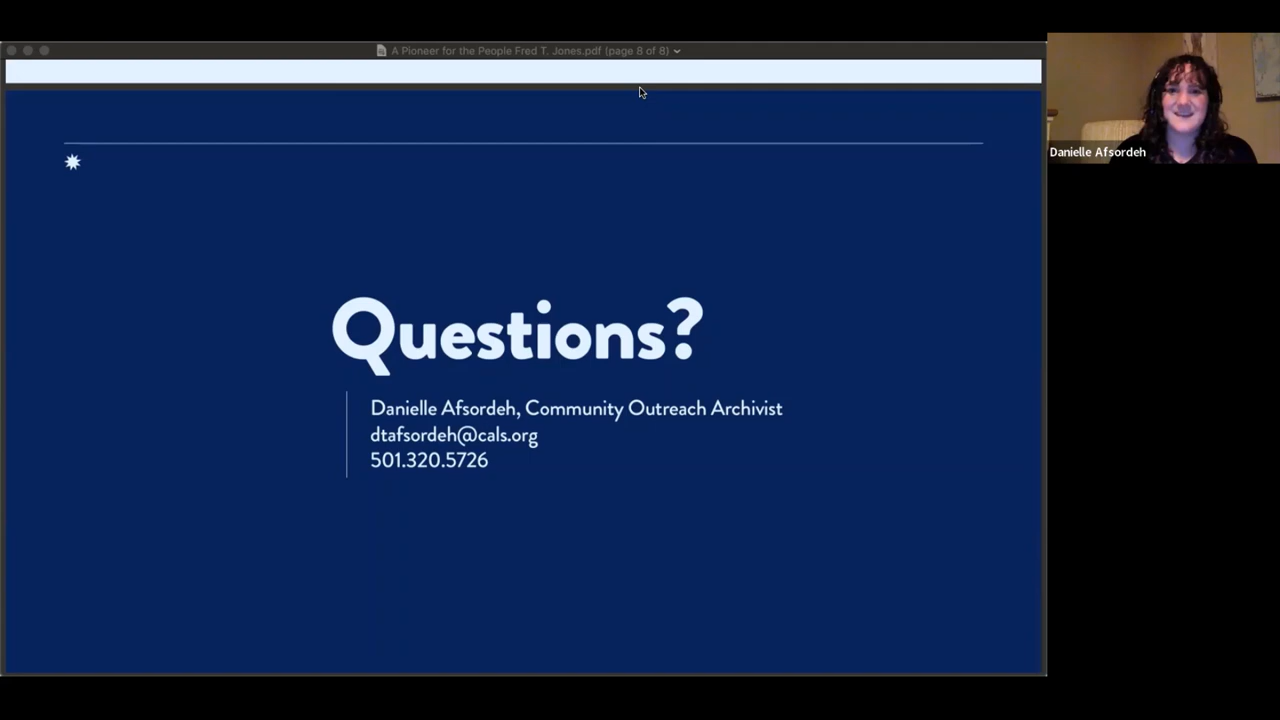 A Pioneer for the People Fred T. Jones.pdf (page 8 of 8)
Danielle Afsordeh
Questions?
Danielle Afsordeh, Community Outreach Archivist
dtafsordeh@cals.org
501.320.5726